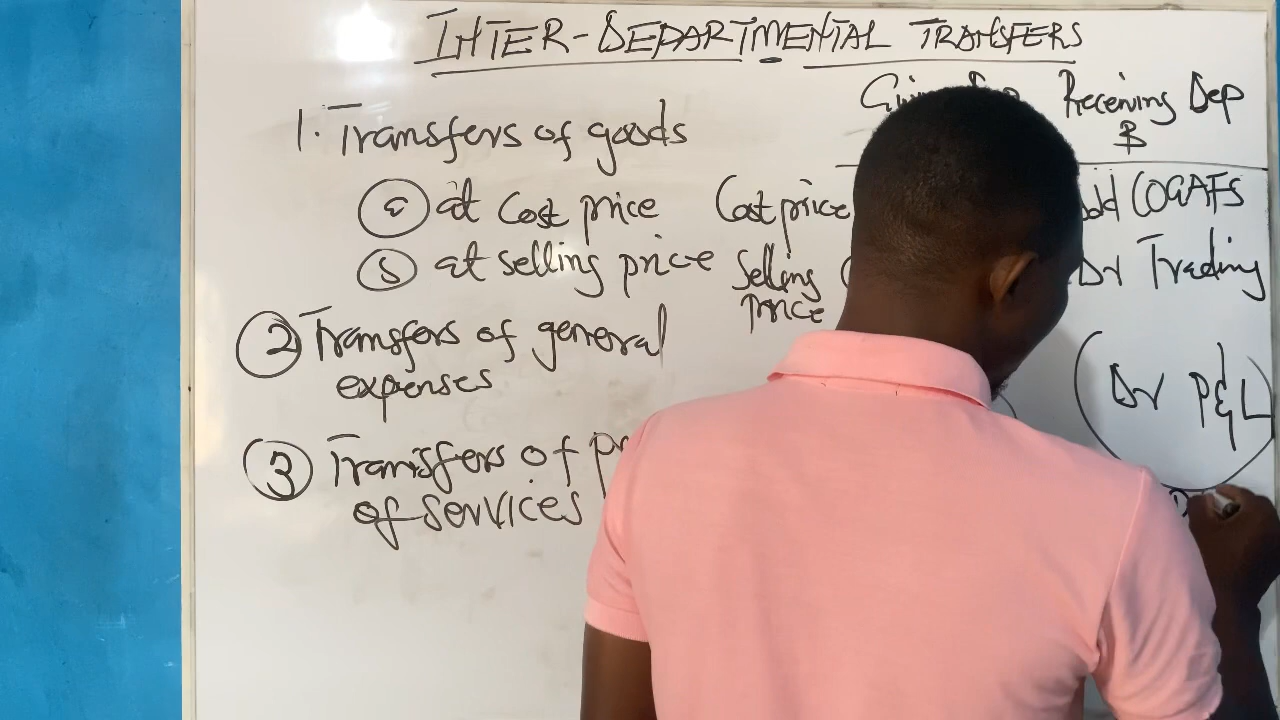 INTER-DEPARTMENTAL TRANSFERS
Receiving Dep
B
1. Transfers of goods
(a) at cost price Cost price COGAFS
(b) at selling price Selling price Dr Trading
(2) Transfers of general
expenses
Dr P&L
(3) Transfers of
of services